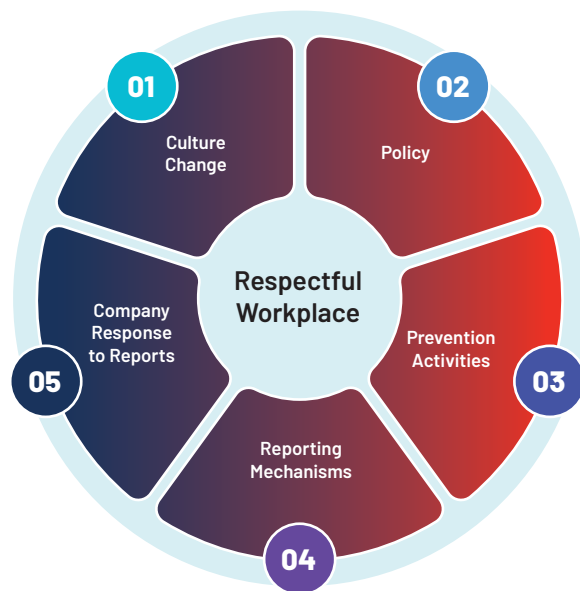 01
Culture
Change
02
Policy
Respectful
Workplace
Prevention
Activities
03
Reporting
Mechanisms
04
Company
Response
to Reports
05